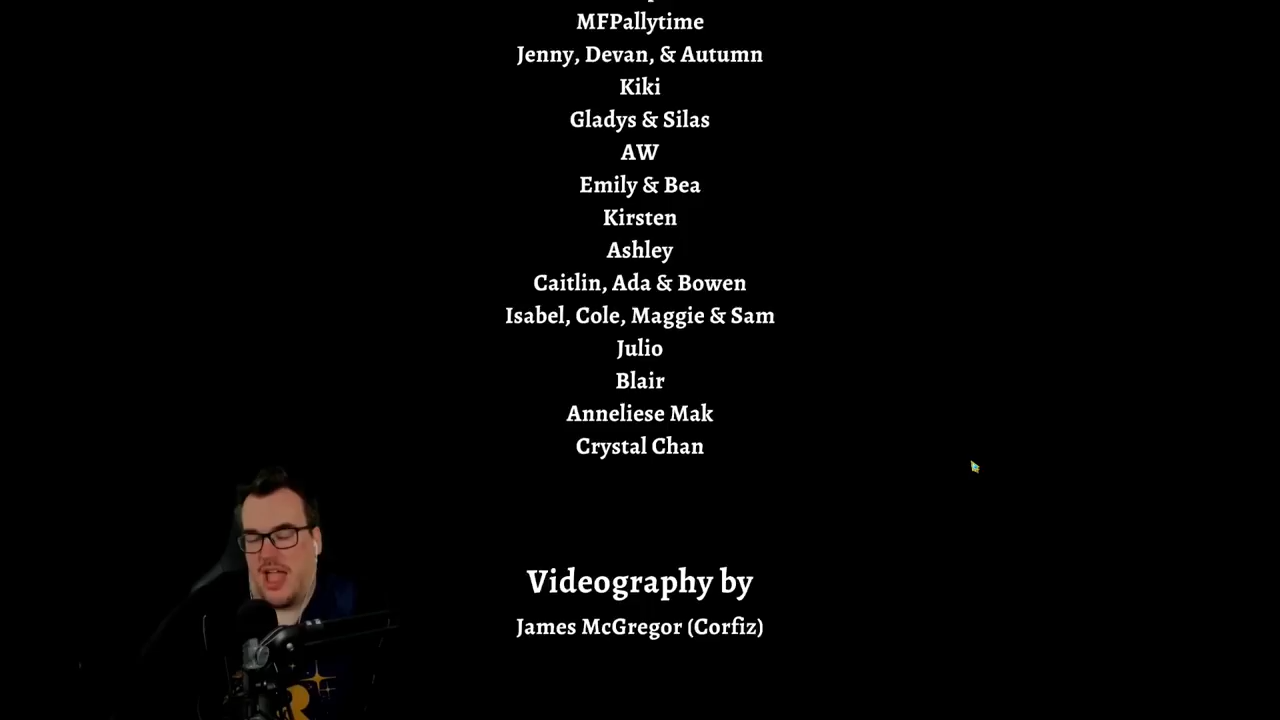 MFPallytime
Jenny, Devan, & Autumn
Kiki
Gladys & Silas
AW
Emily & Bea
Kirsten
Ashley
Caitlin, Ada & Bowen
Isabel, Cole, Maggie & Sam
Julio
Blair
Anneliese Mak
Crystal Chan
Videography by
James McGregor (Corfiz)